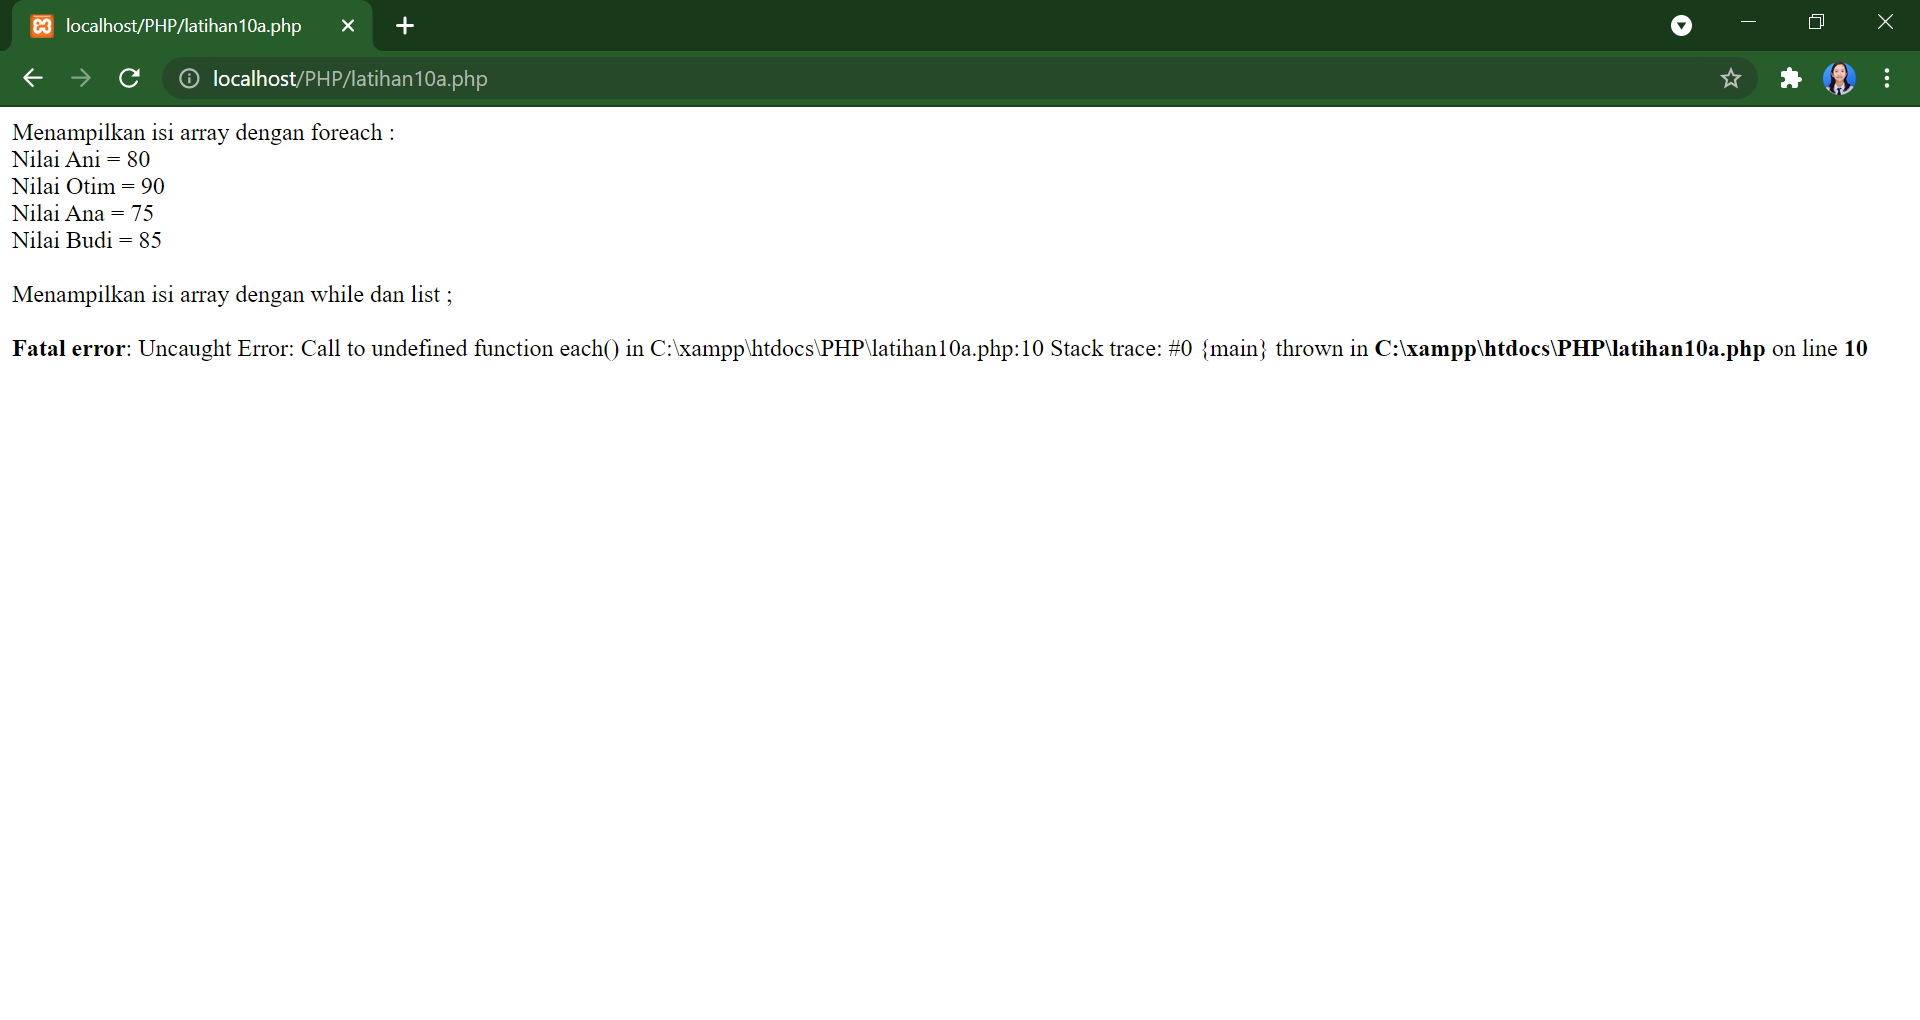 localhost/PHP/latihan10a.php
localhost/PHP/latihan10a.php
Menampilkan isi array dengan foreach :
Nilai Ani = 80
Nilai Otim = 90
Nilai Ana = 75
Nilai Budi = 85
Menampilkan isi array dengan while dan list ;
Fatal error: Uncaught Error: Call to undefined function each() in C:\xampp\htdocs\PHP\latihan10a.php:10 Stack trace: #0 {main} thrown in C:\xampp\htdocs\PHP\latihan10a.php on line 10